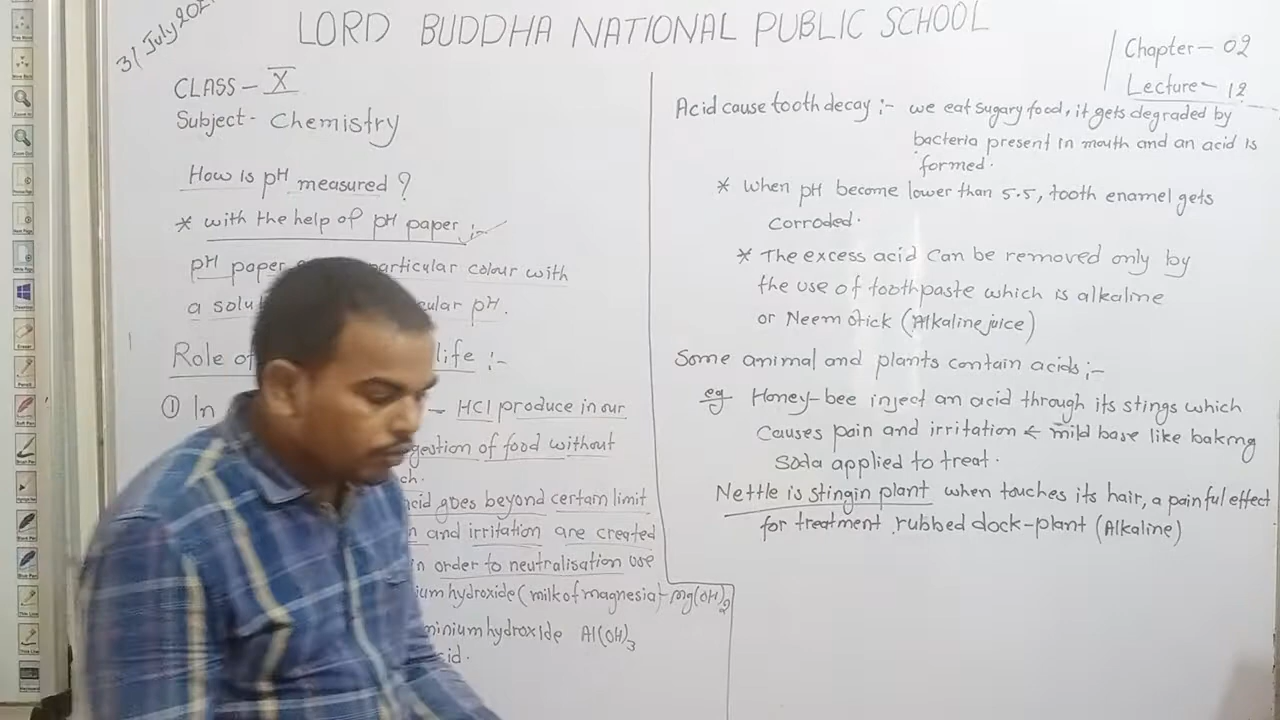 31 July 202
LORD BUDDHA NATIONAL PUBLIC SCHOOL
Chapter - 02
Lecture - 12
CLASS - X
Subject - Chemistry
How is pH measured ?
* with the help of pH paper :-
pH paper particular colour with
a solu ular pH.
Role of life :-
① In - HCl produce in our
gestion of food without
ch.
cid goes beyond certain limit
n and irritation are created
in order to neutralisation use
ium hydroxide (milk of magnesia) - Mg(OH)2
minium hydroxide Al(OH)3
cid.
Acid cause tooth decay :- we eat sugary food, it gets degraded by
bacteria present in mouth and an acid is
formed.
* when pH become lower than 5.5, tooth enamel gets
corroded.
* The excess acid can be removed only by
the use of toothpaste which is alkaline
or Neem Stick (Alkaline juice)
Some animal and plants contain acids :-
eg Honey-bee inject an acid through its stings which
causes pain and irritation ← mild base like baking
soda applied to treat.
Nettle is stingin plant when touches its hair, a painful effect
for treatment rubbed dock-plant (Alkaline)